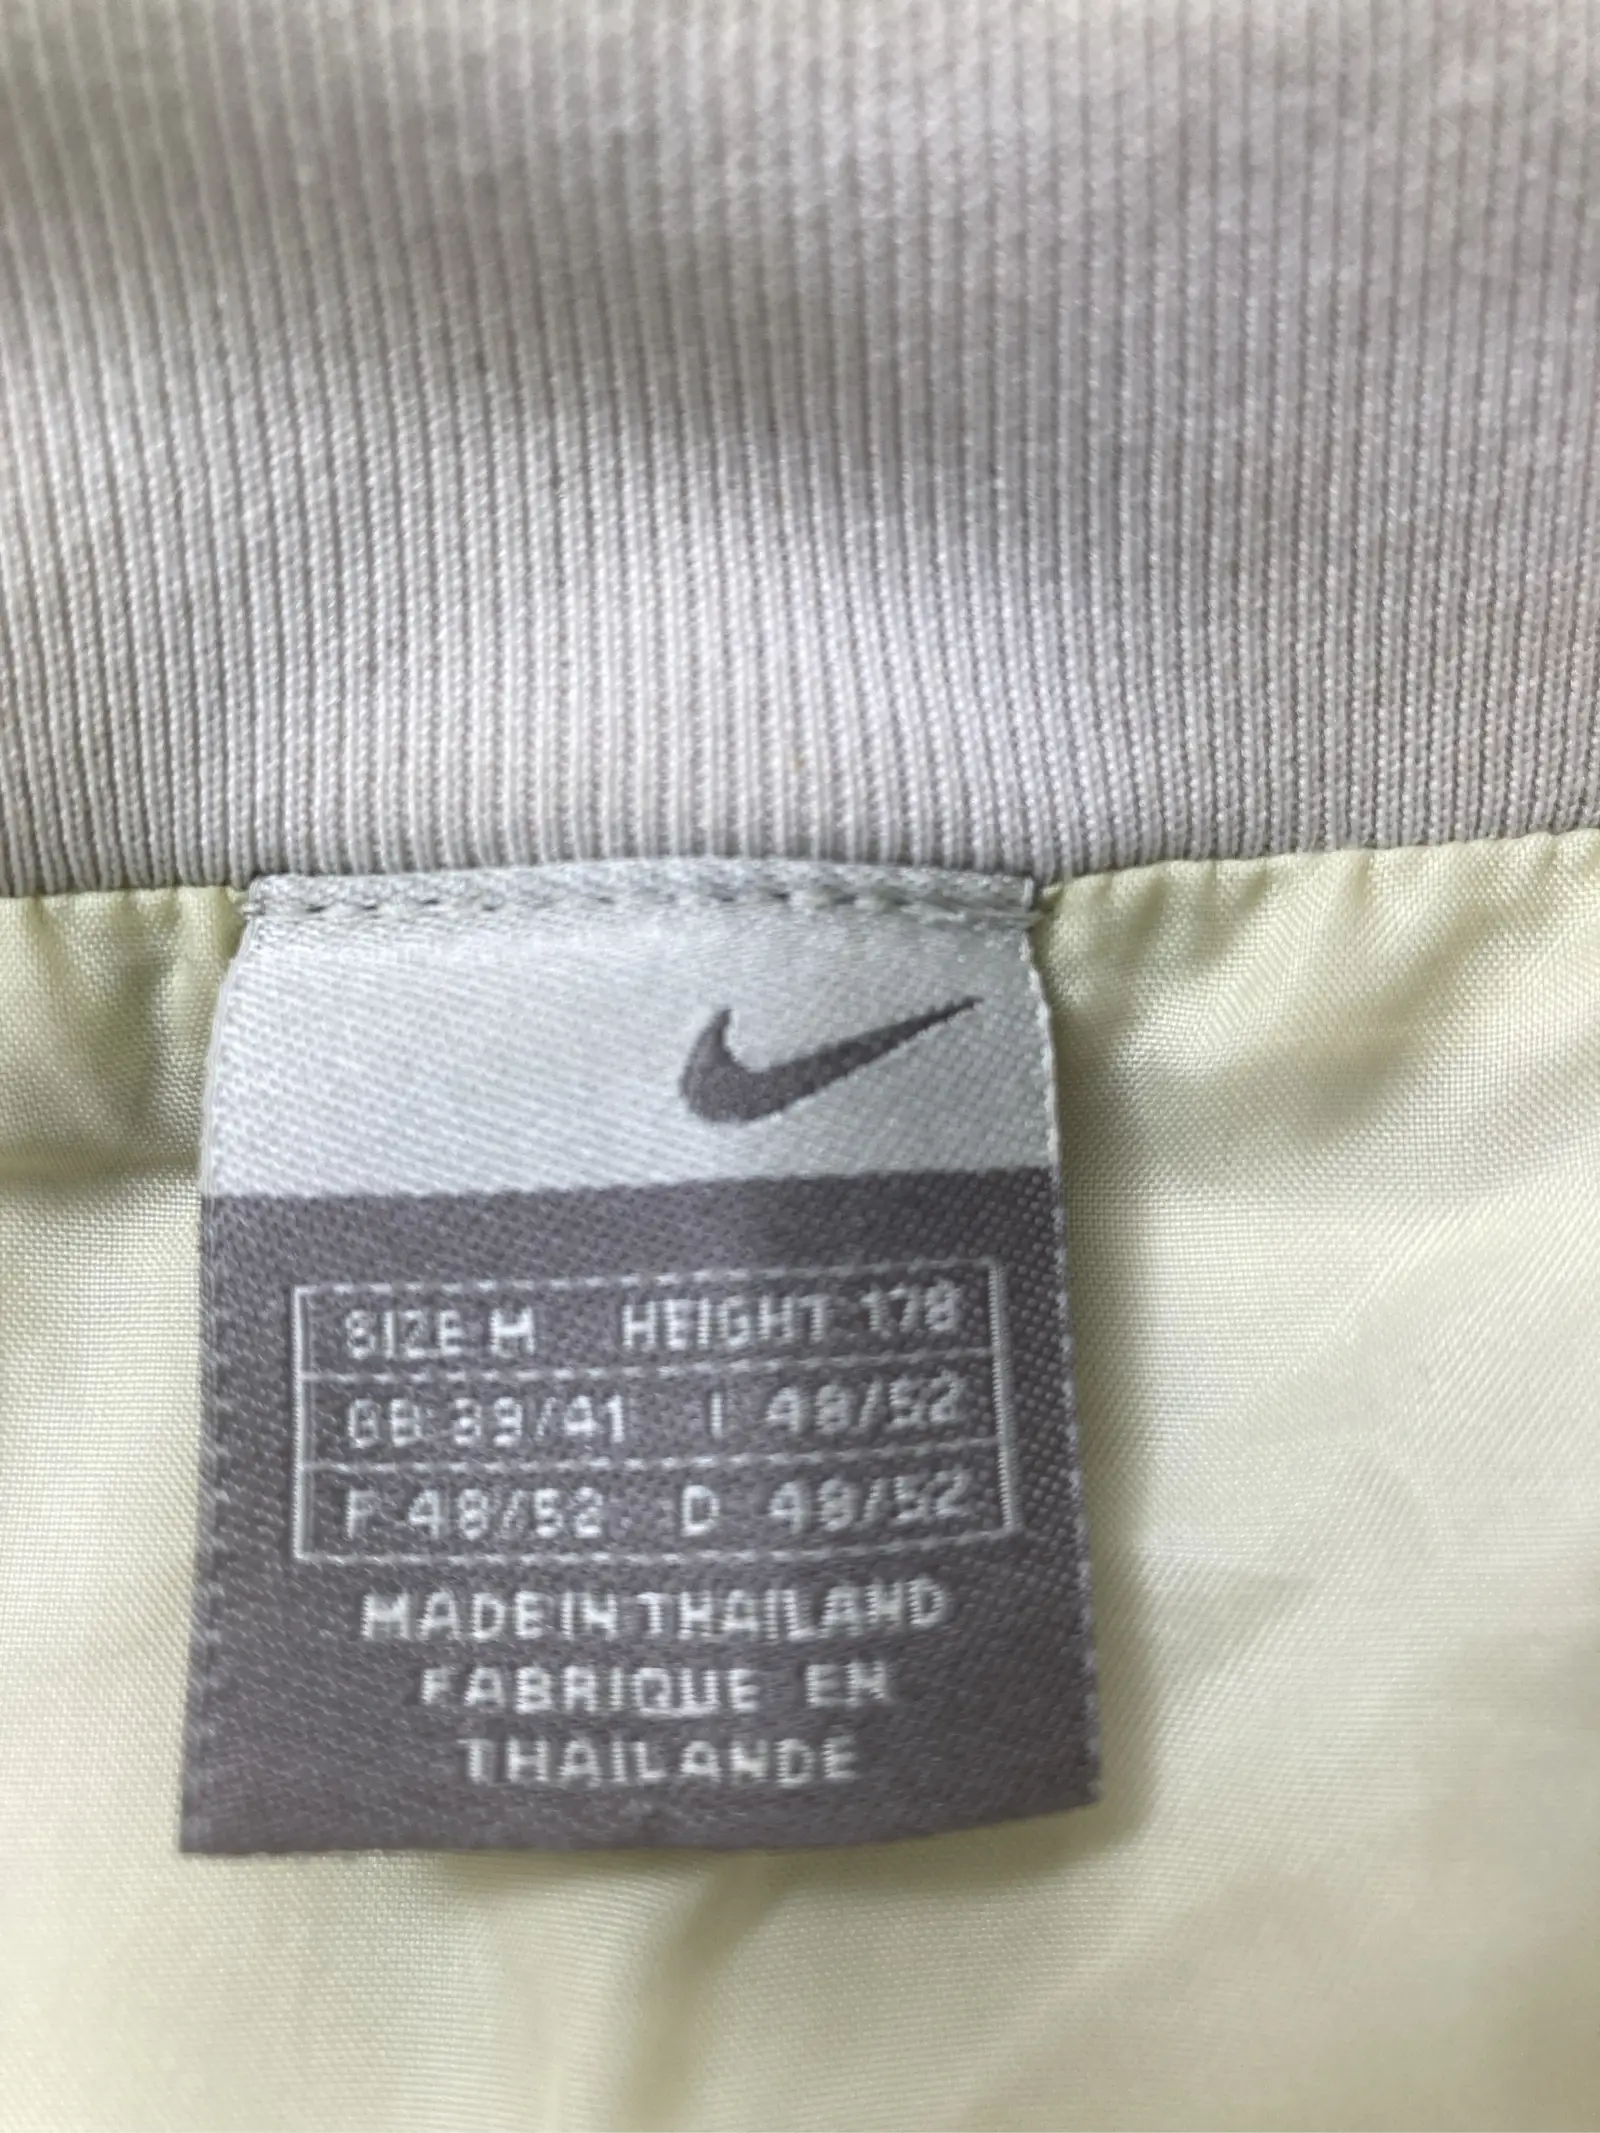 SIZE M HEIGHT 178
GB 39/41 I 48/52
F 48/52 D 48/52
MADE IN THAILAND
FABRIQUE EN
THAILANDE